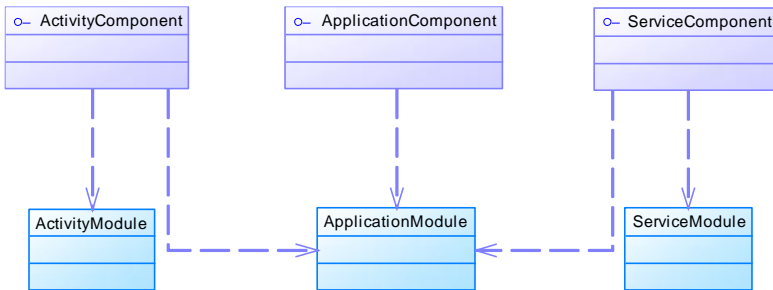 ActivityComponent
ApplicationComponent
ServiceComponent
ActivityModule
ApplicationModule
ServiceModule